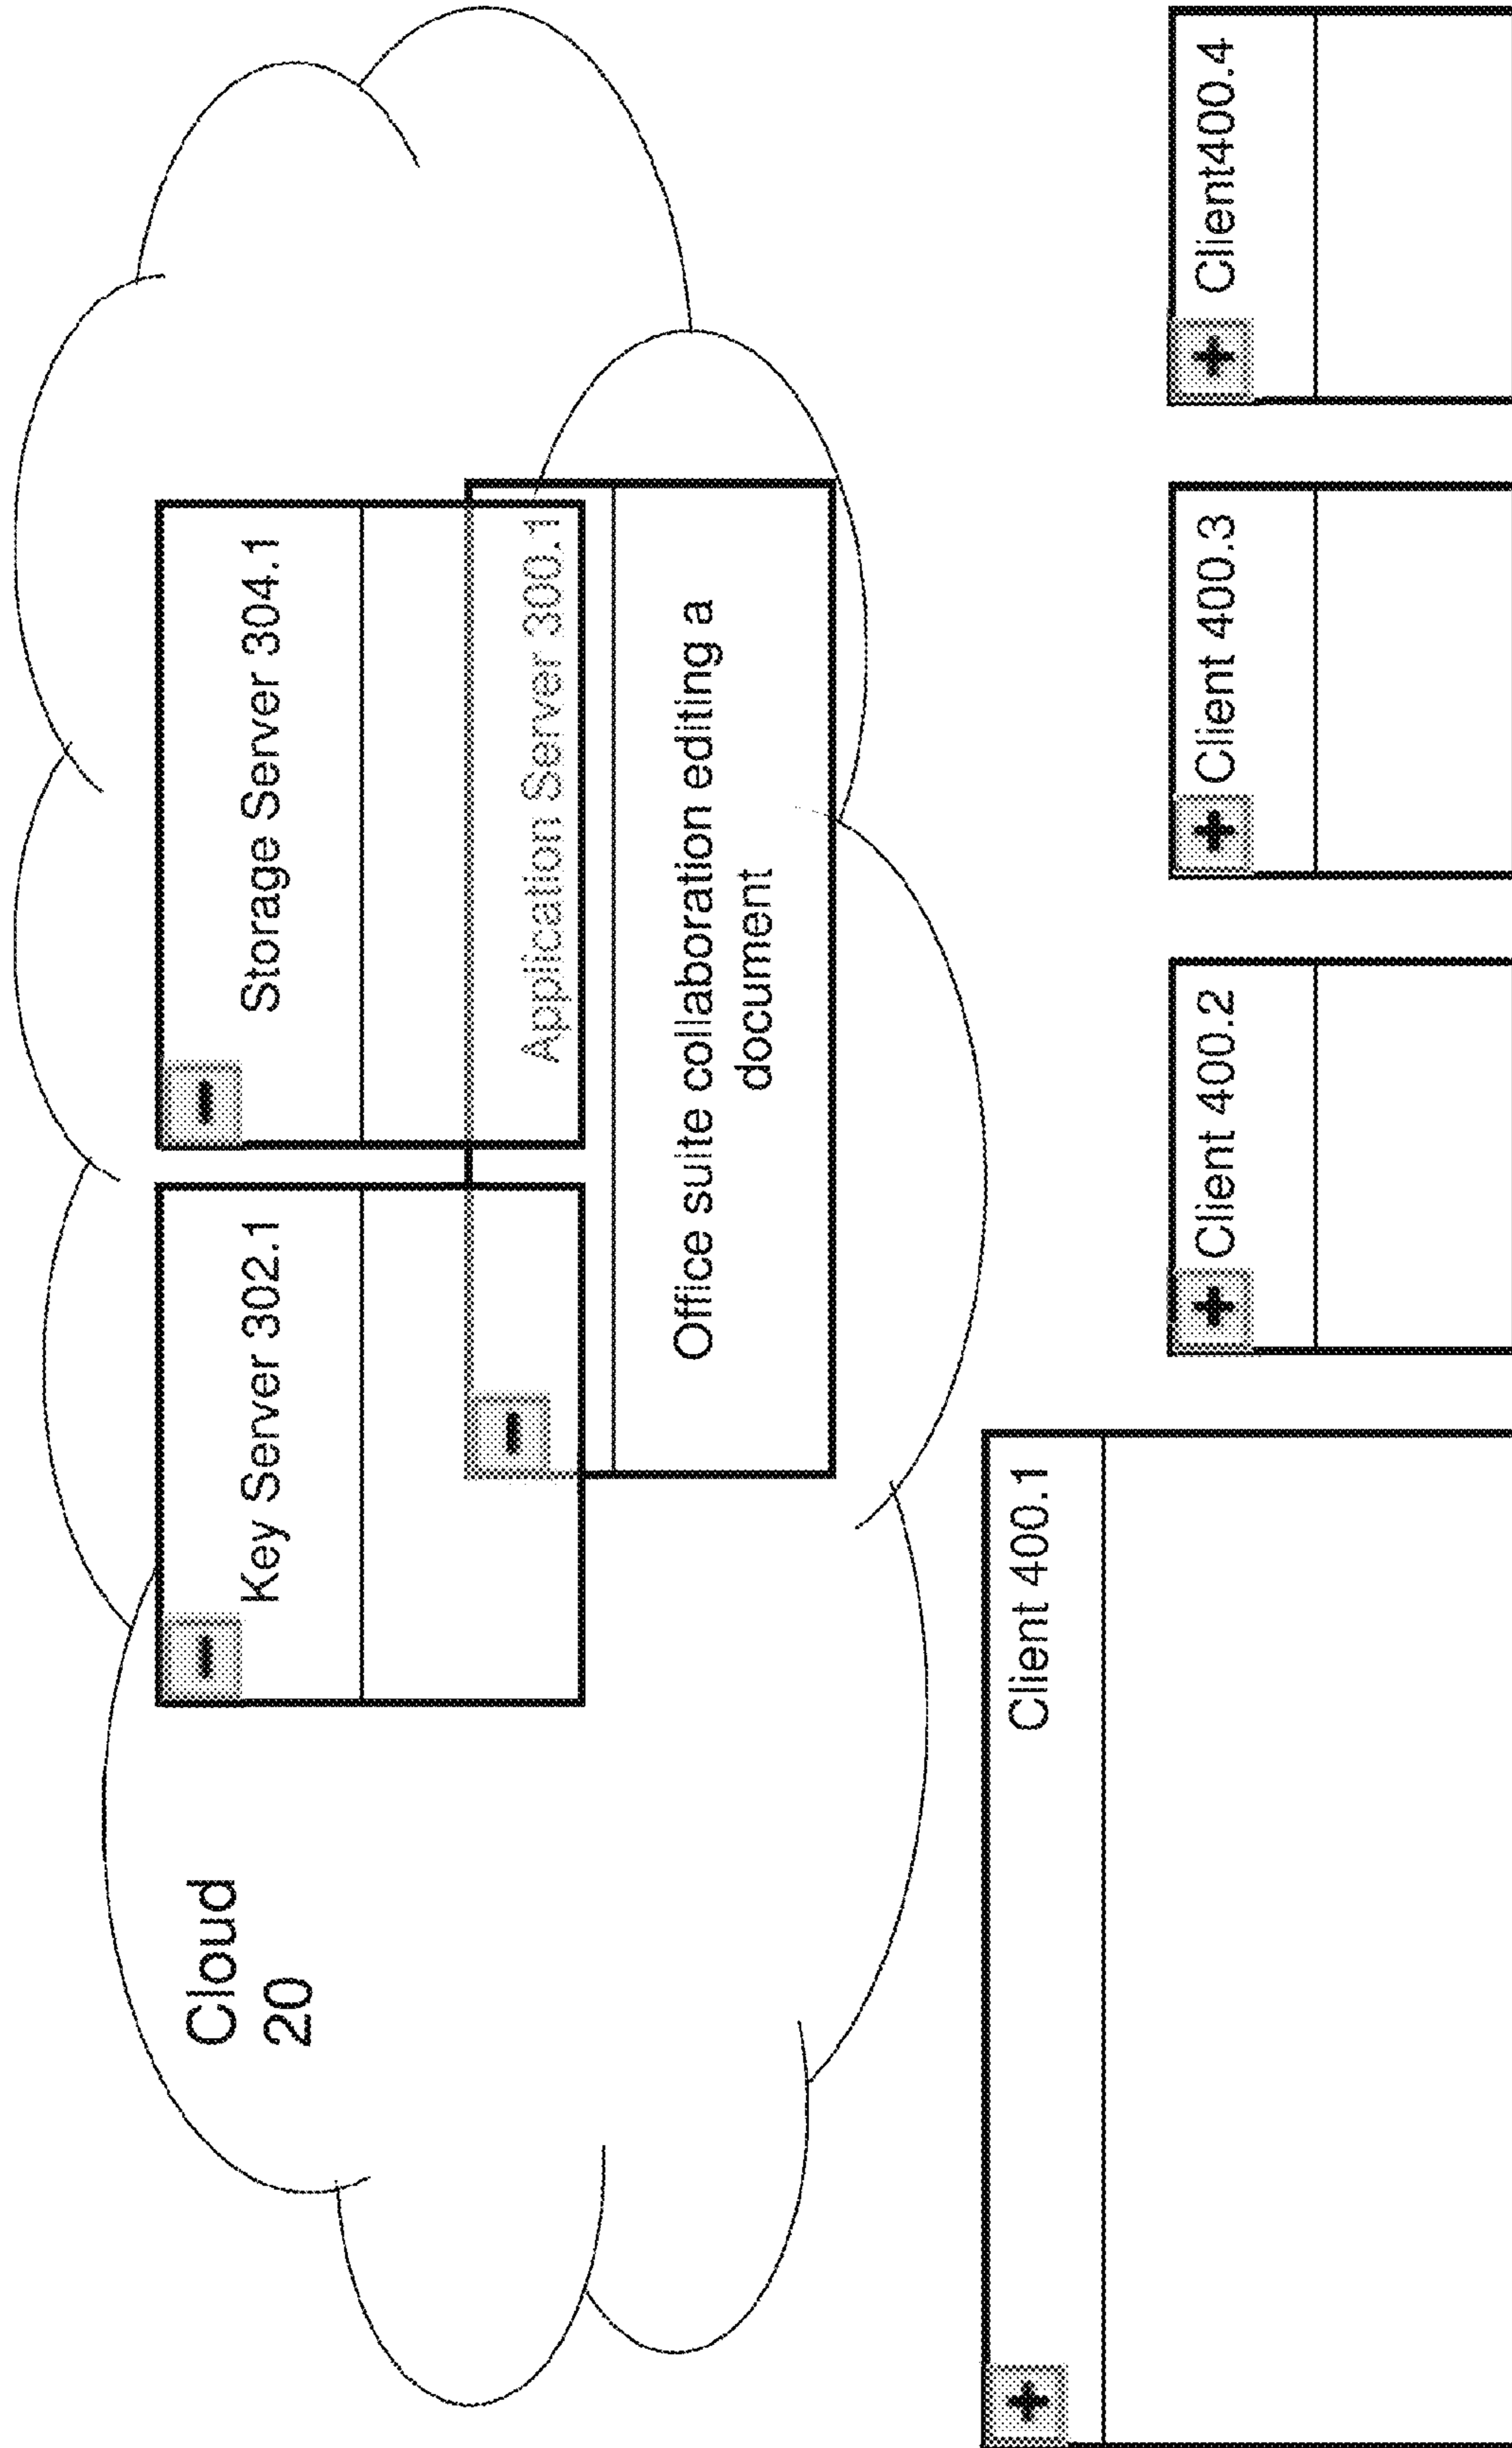 Cloud
20
Key Server 302.1
Storage Server 304.1
Application Server 300.1
Office suite collaboration editing a
document
Client 400.1
Client 400.2
Client 400.3
Client400.4